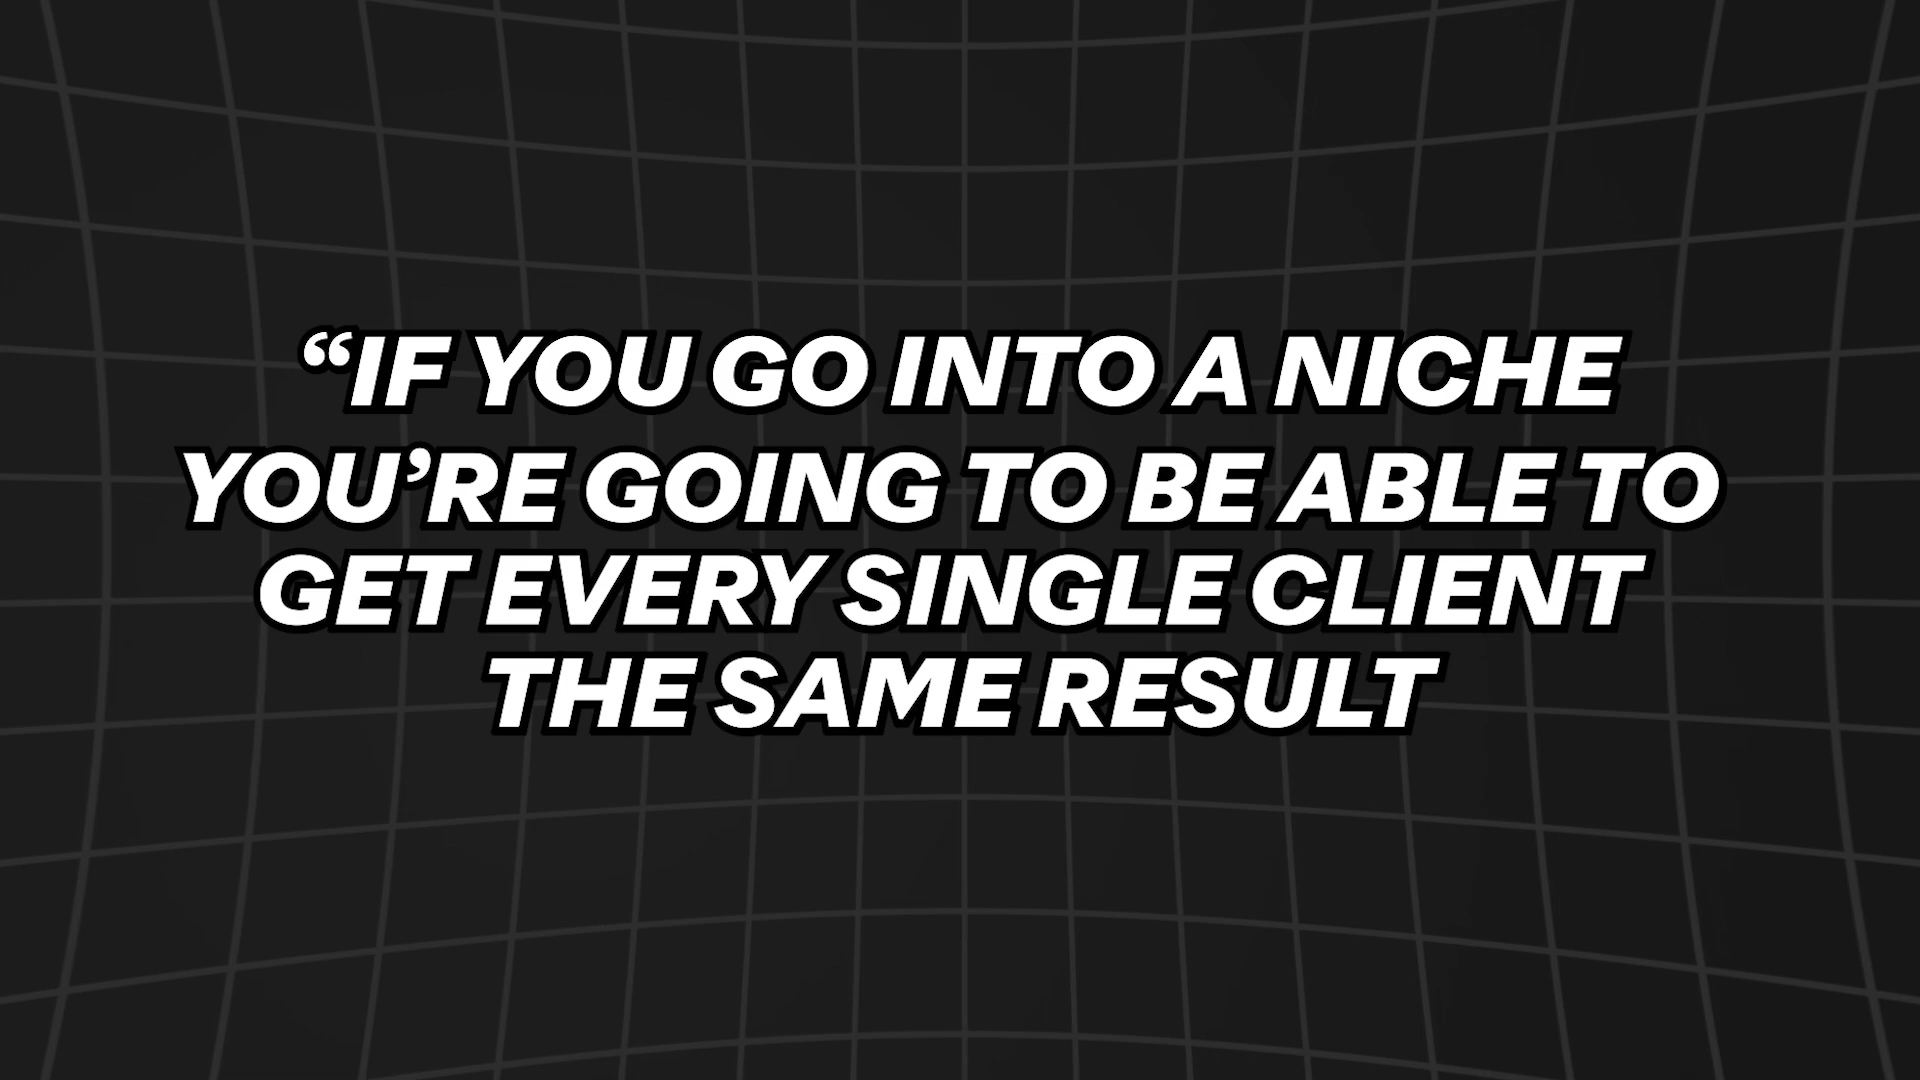 “IF YOU GO INTO A NICHE
YOU’RE GOING TO BE ABLE TO
GET EVERY SINGLE CLIENT
THE SAME RESULT